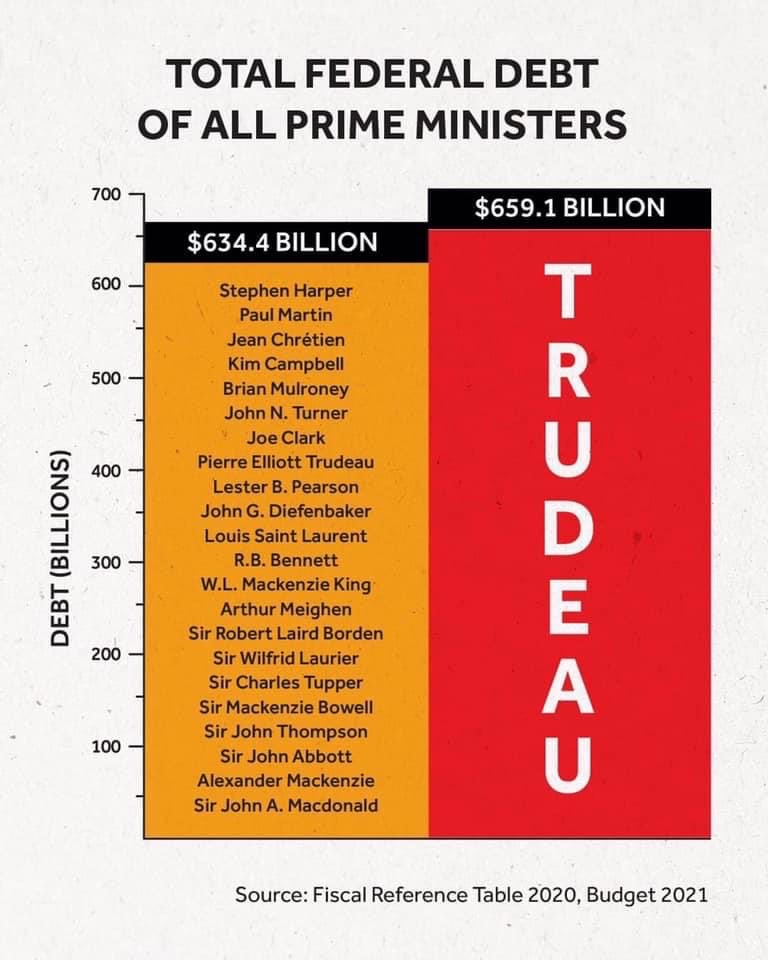 TOTAL FEDERAL DEBT
OF ALL PRIME MINISTERS
DEBT (BILLIONS)
700
600
500
400
300
200
100
$634.4 BILLION
Stephen Harper
Paul Martin
Jean Chrétien
Kim Campbell
Brian Mulroney
John N. Turner
Joe Clark
Pierre Elliott Trudeau
Lester B. Pearson
John G. Diefenbaker
Louis Saint Laurent
R.B. Bennett
W.L. Mackenzie King
Arthur Meighen
Sir Robert Laird Borden
Sir Wilfrid Laurier
Sir Charles Tupper
Sir Mackenzie Bowell
Sir John Thompson
Sir John Abbott
Alexander Mackenzie
Sir John A. Macdonald
$659.1 BILLION
TRUDEAU
Source: Fiscal Reference Table 2020, Budget 2021